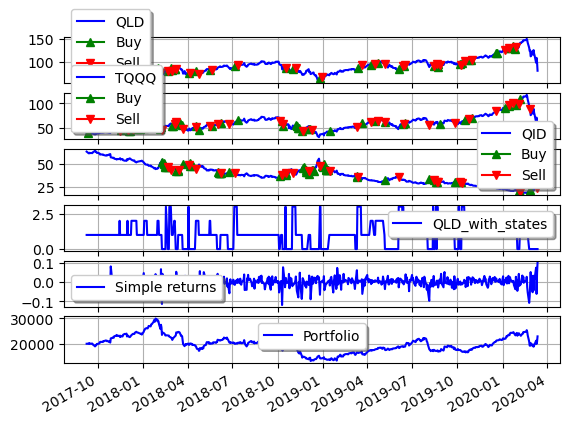 QLD
Buy
Sell
150
100
TQQQ
Buy
Sell
100
50
QID
Buy
Sell
50
25
QLD_with_states
2.5
0.0
Simple returns
0.1
0.0
−0.1
Portfolio
30000
20000
2017-10
2018-01
2018-04
2018-07
2018-10
2019-01
2019-04
2019-07
2019-10
2020-01
2020-04